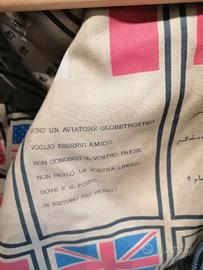 SONO UN AVIATORE GLOBETROTTER
VOGLIO ESSERVI AMICO.
NON CONOSCO IL VOSTRO PAESE.
NON PARLO LA VOSTRA LINGUA.
DOVE E' IL POSTO
DI RISTORO PIU' VICINO?